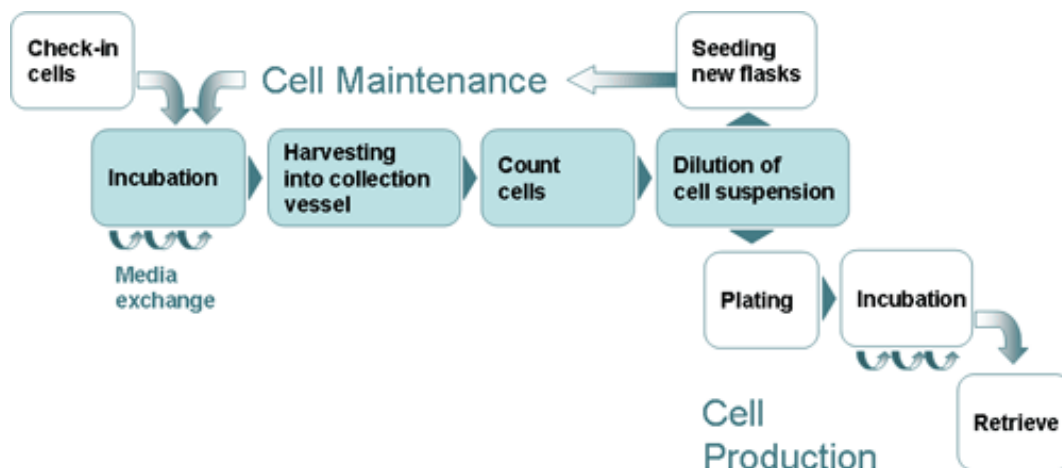 Check-in
cells
Cell Maintenance
Seeding
new flasks
Incubation
Harvesting
into collection
vessel
Count
cells
Dilution of
cell suspension
Media
exchange
Plating
Incubation
Cell
Production
Retrieve